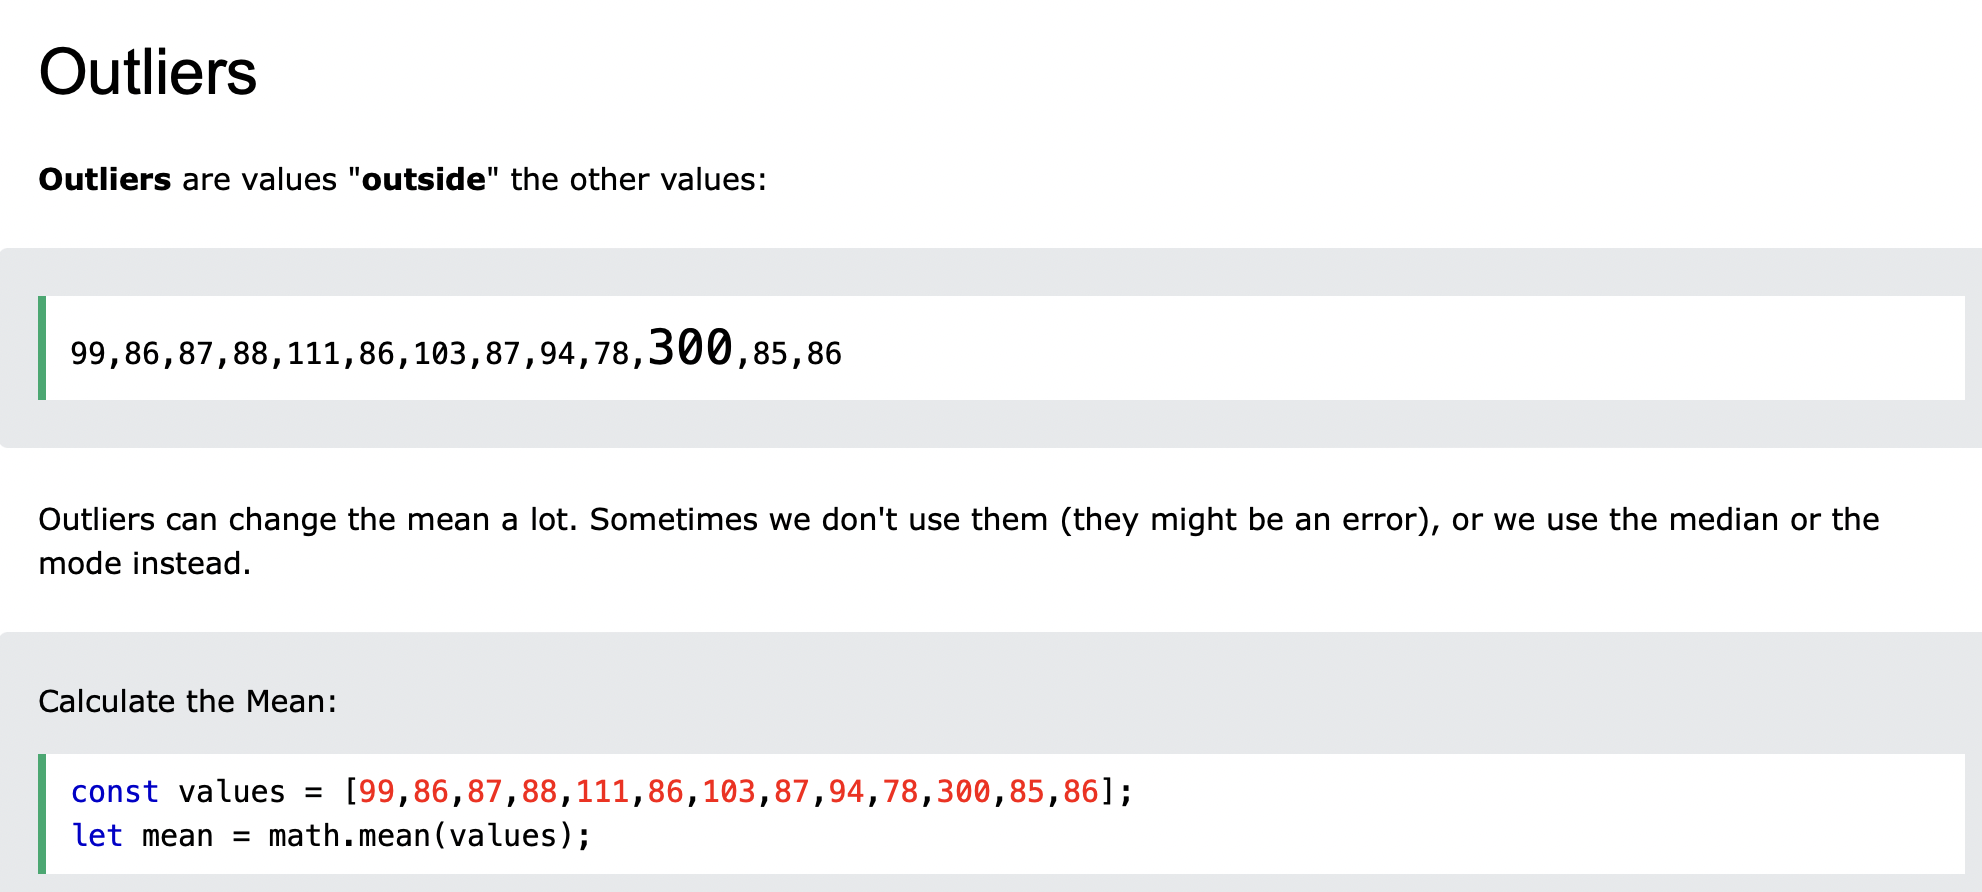 Outliers
Outliers are values "outside" the other values:
99,86,87,88,111,86,103,87,94,78,300,85,86
Outliers can change the mean a lot. Sometimes we don't use them (they might be an error), or we use the median or the
mode instead.
Calculate the Mean:
const values = [99,86,87,88,111,86,103,87,94,78,300,85,86];
let mean = math.mean(values);